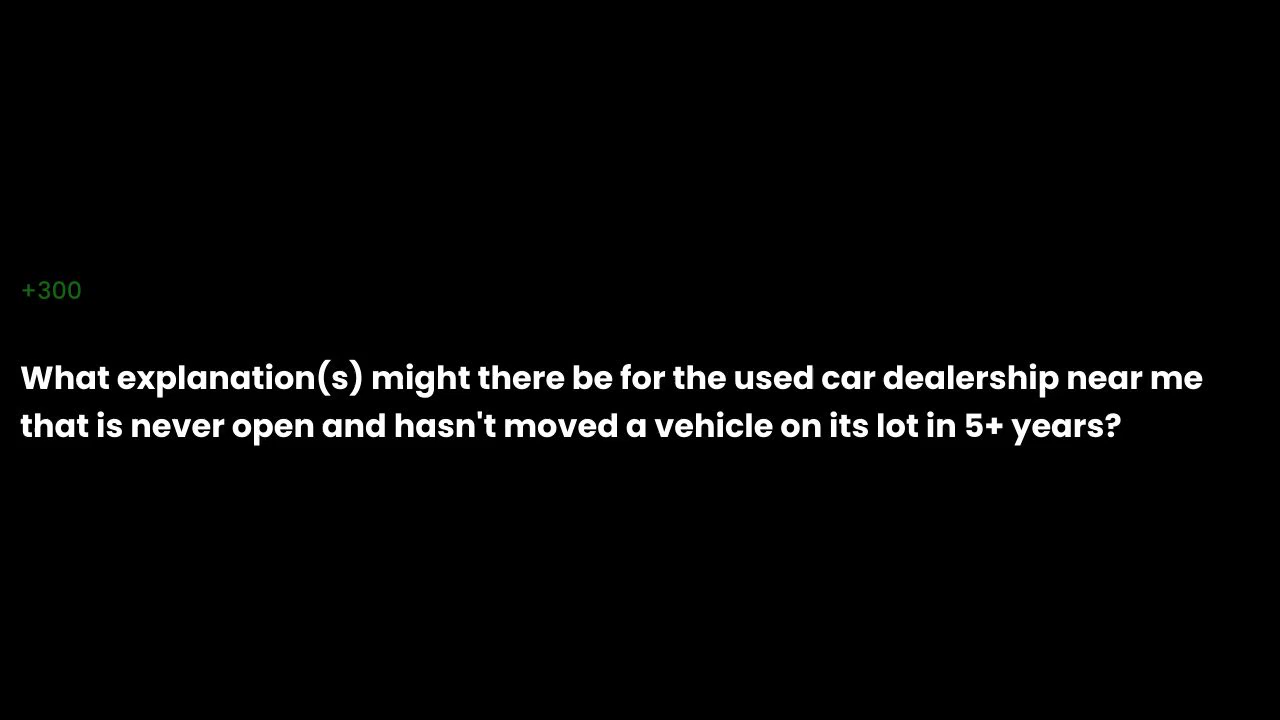 +300
What explanation(s) might there be for the used car dealership near me
that is never open and hasn't moved a vehicle on its lot in 5+ years?